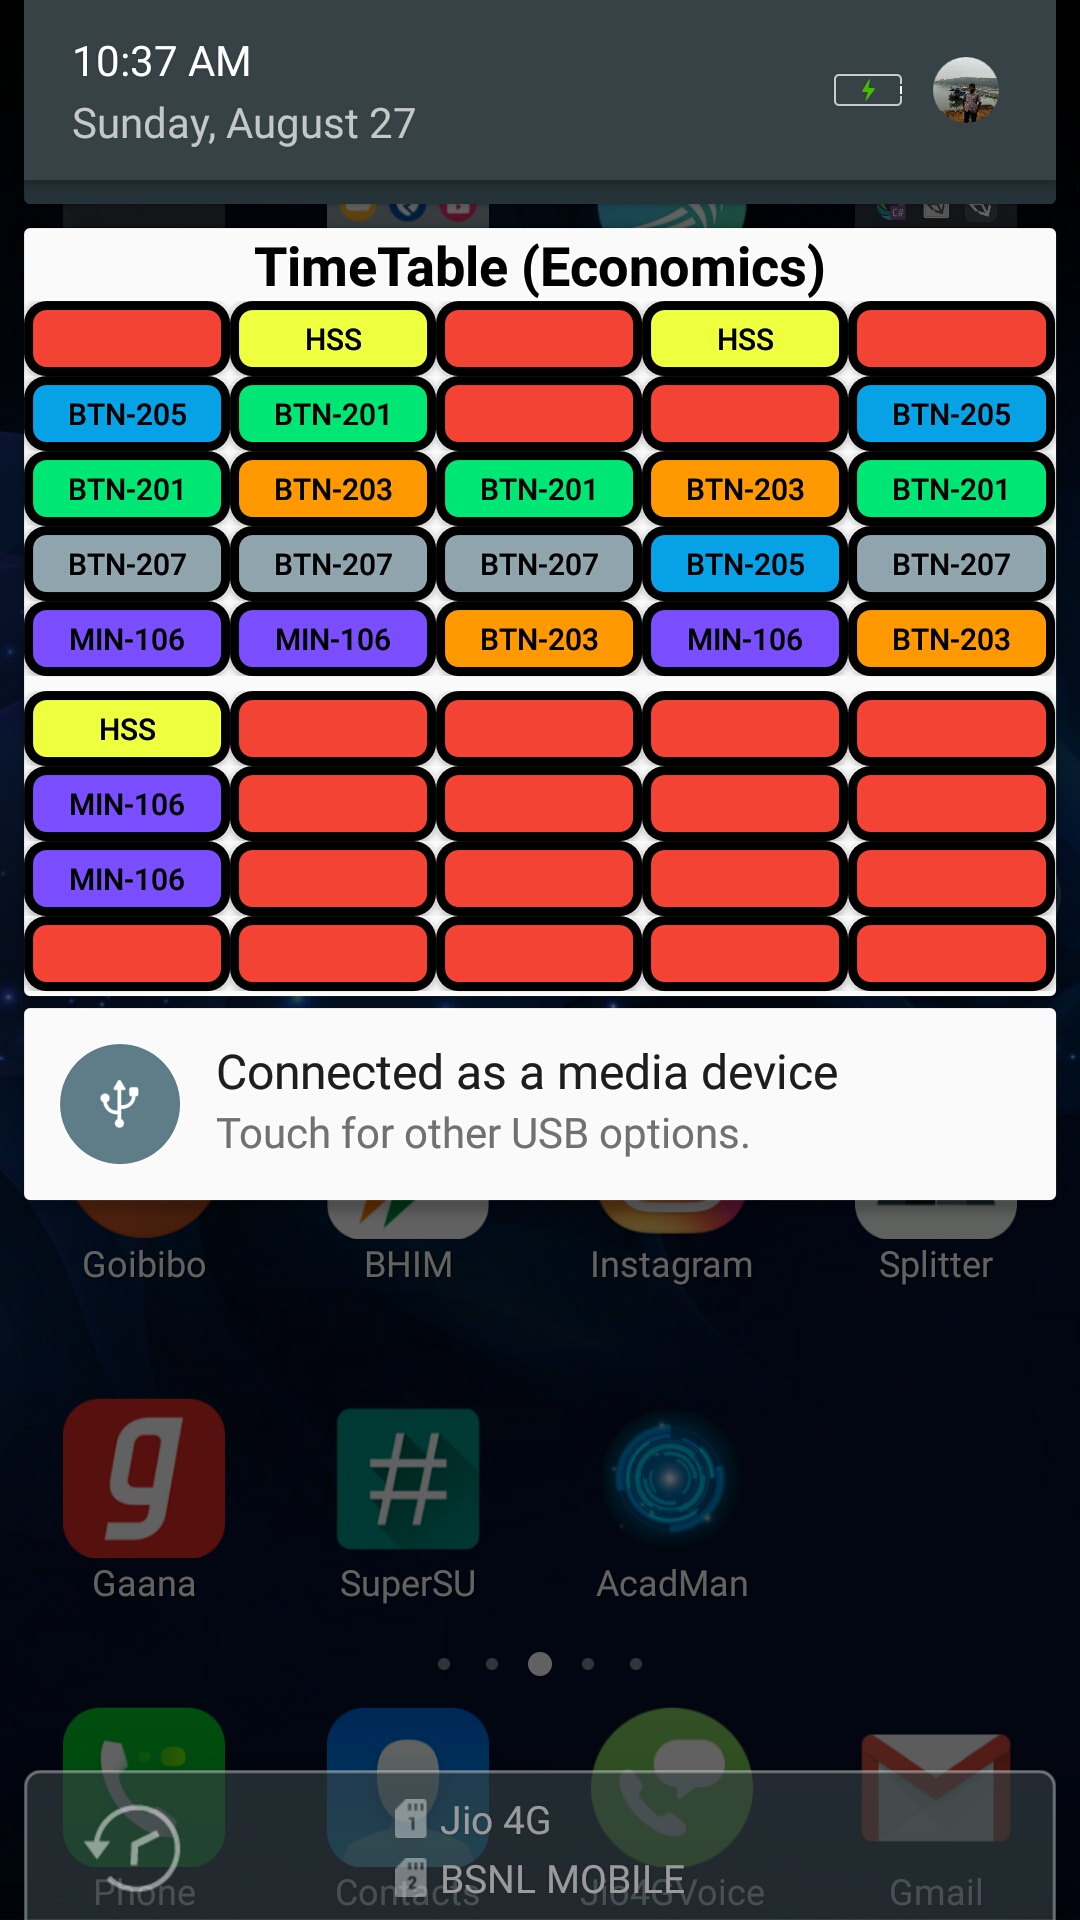 10:37 AM
Sunday, August 27
C#
TimeTable (Economics)
HSS HSS
BTN-205 BTN-201 BTN-205
BTN-201 BTN-203 BTN-201 BTN-203 BTN-201
BTN-207 BTN-207 BTN-207 BTN-205 BTN-207
MIN-106 MIN-106 BTN-203 MIN-106 BTN-203
HSS
MIN-106
MIN-106
Connected as a media device
Touch for other USB options.
Goibibo BHIM Instagram Splitter
g #
Gaana SuperSU AcadMan
1 Jio 4G
2 BSNL MOBILE
Phone Contacts Jio4GVoice Gmail